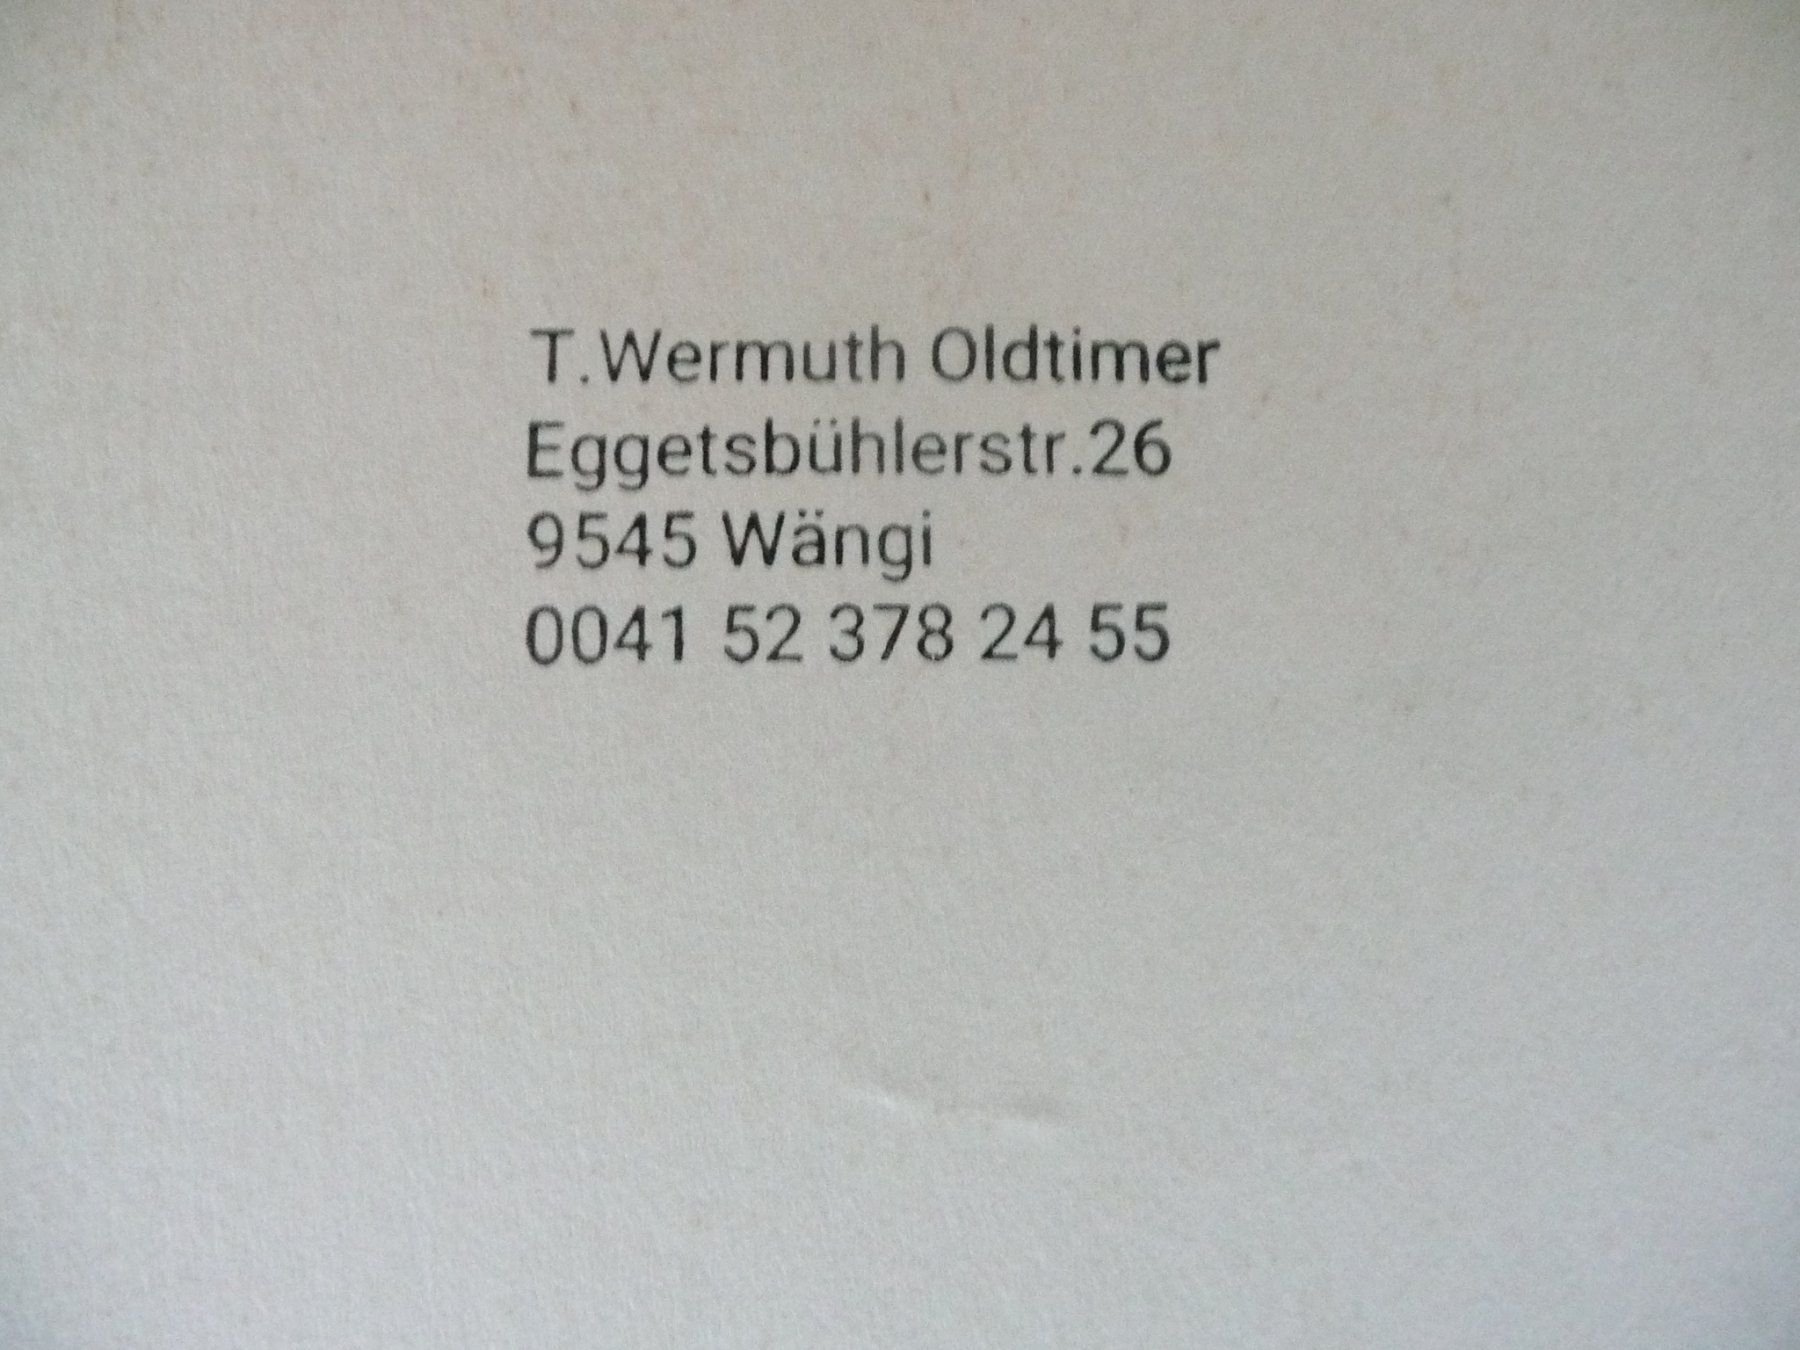 T.Wermuth Oldtimer
Eggetsbühlerstr.26
9545 Wängi
0041 52 378 24 55